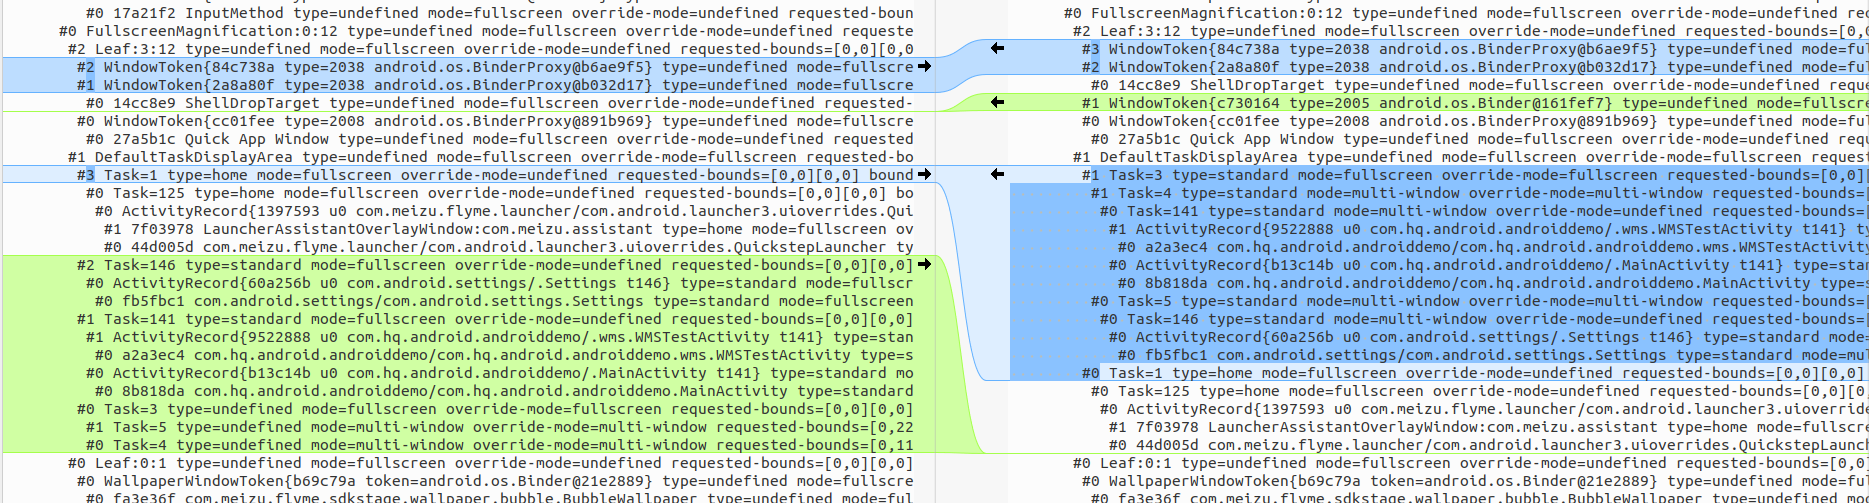 #0 17a21f2 InputMethod type=undefined mode=fullscreen override-mode=undefined requested-boun
#0 FullscreenMagnification:0:12 type=undefined mode=fullscreen override-mode=undefined requeste
#2 Leaf:3:12 type=undefined mode=fullscreen override-mode=undefined requested-bounds=[0,0][0,0
#2 WindowToken{84c738a type=2038 android.os.BinderProxy@b6ae9f5} type=undefined mode=fullscre
#1 WindowToken{2a8a80f type=2038 android.os.BinderProxy@b032d17} type=undefined mode=fullscre
#0 14cc8e9 ShellDropTarget type=undefined mode=fullscreen override-mode=undefined requested-
#0 WindowToken{cc01fee type=2008 android.os.BinderProxy@891b969} type=undefined mode=fullscre
#0 27a5b1c Quick App Window type=undefined mode=fullscreen override-mode=undefined requested
#1 DefaultTaskDisplayArea type=undefined mode=fullscreen override-mode=fullscreen requested-bo
#3 Task=1 type=home mode=fullscreen override-mode=undefined requested-bounds=[0,0][0,0] bound
#0 Task=125 type=home mode=fullscreen override-mode=undefined requested-bounds=[0,0][0,0] bo
#0 ActivityRecord{1397593 u0 com.meizu.flyme.launcher/com.android.launcher3.uioverrides.Qui
#1 7f03978 LauncherAssistantOverlayWindow:com.meizu.assistant type=home mode=fullscreen ov
#0 44d005d com.meizu.flyme.launcher/com.android.launcher3.uioverrides.QuickstepLauncher ty
#2 Task=146 type=standard mode=fullscreen override-mode=undefined requested-bounds=[0,0][0,0]
#0 ActivityRecord{60a256b u0 com.android.settings/.Settings t146} type=standard mode=fullscr
#0 fb5fbc1 com.android.settings/com.android.settings.Settings type=standard mode=fullscreen
#1 Task=141 type=standard mode=fullscreen override-mode=undefined requested-bounds=[0,0][0,0]
#1 ActivityRecord{9522888 u0 com.hq.android.androiddemo/.wms.WMSTestActivity t141} type=stan
#0 a2a3ec4 com.hq.android.androiddemo/com.hq.android.androiddemo.wms.WMSTestActivity type=s
#0 ActivityRecord{b13c14b u0 com.hq.android.androiddemo/.MainActivity t141} type=standard mo
#0 8b818da com.hq.android.androiddemo/com.hq.android.androiddemo.MainActivity type=standard
#0 Task=3 type=undefined mode=fullscreen override-mode=fullscreen requested-bounds=[0,0][0,0]
#1 Task=5 type=undefined mode=multi-window override-mode=multi-window requested-bounds=[0,22
#0 Task=4 type=undefined mode=multi-window override-mode=multi-window requested-bounds=[0,11
#0 Leaf:0:1 type=undefined mode=fullscreen override-mode=undefined requested-bounds=[0,0][0,0]
#0 WallpaperWindowToken{b69c79a token=android.os.Binder@21e2889} type=undefined mode=fullscre
#0 fa3e36f com.meizu.flyme.sdkstage.wallpaper.bubble.BubbleWallpaper type=undefined mode=ful
#0 FullscreenMagnification:0:12 type=undefined mode=fullscreen override-mode=undefined rec
#2 Leaf:3:12 type=undefined mode=fullscreen override-mode=undefined requested-bounds=[0,0
#3 WindowToken{84c738a type=2038 android.os.BinderProxy@b6ae9f5} type=undefined mode=ful
#2 WindowToken{2a8a80f type=2038 android.os.BinderProxy@b032d17} type=undefined mode=ful
#0 14cc8e9 ShellDropTarget type=undefined mode=fullscreen override-mode=undefined reque
#1 WindowToken{c730164 type=2005 android.os.Binder@161fef7} type=undefined mode=fullscre
#0 WindowToken{cc01fee type=2008 android.os.BinderProxy@891b969} type=undefined mode=ful
#0 27a5b1c Quick App Window type=undefined mode=fullscreen override-mode=undefined requ
#1 DefaultTaskDisplayArea type=undefined mode=fullscreen override-mode=fullscreen request
#1 Task=3 type=standard mode=fullscreen override-mode=fullscreen requested-bounds=[0,0][
#1 Task=4 type=standard mode=multi-window override-mode=multi-window requested-bounds=[
#0 Task=141 type=standard mode=multi-window override-mode=undefined requested-bounds=[
#1 ActivityRecord{9522888 u0 com.hq.android.androiddemo/.wms.WMSTestActivity t141} ty
#0 a2a3ec4 com.hq.android.androiddemo/com.hq.android.androiddemo.wms.WMSTestActivity
#0 ActivityRecord{b13c14b u0 com.hq.android.androiddemo/.MainActivity t141} type=star
#0 8b818da com.hq.android.androiddemo/com.hq.android.androiddemo.MainActivity type=s
#0 Task=5 type=standard mode=multi-window override-mode=multi-window requested-bounds=[
#0 Task=146 type=standard mode=multi-window override-mode=undefined requested-bounds=[
#0 ActivityRecord{60a256b u0 com.android.settings/.Settings t146} type=standard mode=
#0 fb5fbc1 com.android.settings/com.android.settings.Settings type=standard mode=mul
#0 Task=1 type=home mode=fullscreen override-mode=undefined requested-bounds=[0,0][0,0]
#0 Task=125 type=home mode=fullscreen override-mode=undefined requested-bounds=[0,0][0,
#0 ActivityRecord{1397593 u0 com.meizu.flyme.launcher/com.android.launcher3.uioverride
#1 7f03978 LauncherAssistantOverlayWindow:com.meizu.assistant type=home mode=fullscre
#0 44d005d com.meizu.flyme.launcher/com.android.launcher3.uioverrides.QuickstepLaunch
#0 Leaf:0:1 type=undefined mode=fullscreen override-mode=undefined requested-bounds=[0,0]
#0 WallpaperWindowToken{b69c79a token=android.os.Binder@21e2889} type=undefined mode=ful
#0 fa3e36f com.meizu.flyme.sdkstage.wallpaper.bubble.BubbleWallpaper type=undefined mod